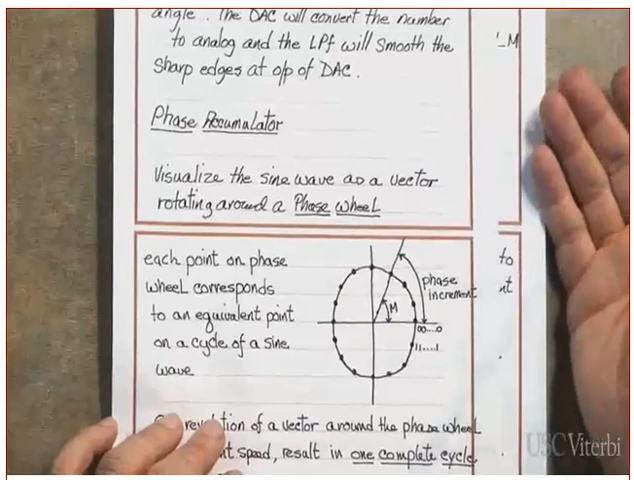 angle. The DAC will convert the number
to analog and the LPF will smooth the
sharp edges at o/p of DAC.
Phase Accumulator
Visualize the sine wave as a vector
rotating around a Phase Wheel
each point on phase
wheel corresponds
to an equivalent point
on a cycle of a sine
wave
phase
increment
M
00...0
11...1
revolution of a vector around the phase wheel
speed, result in one complete cycle
M
to
nt
USC Viterbi